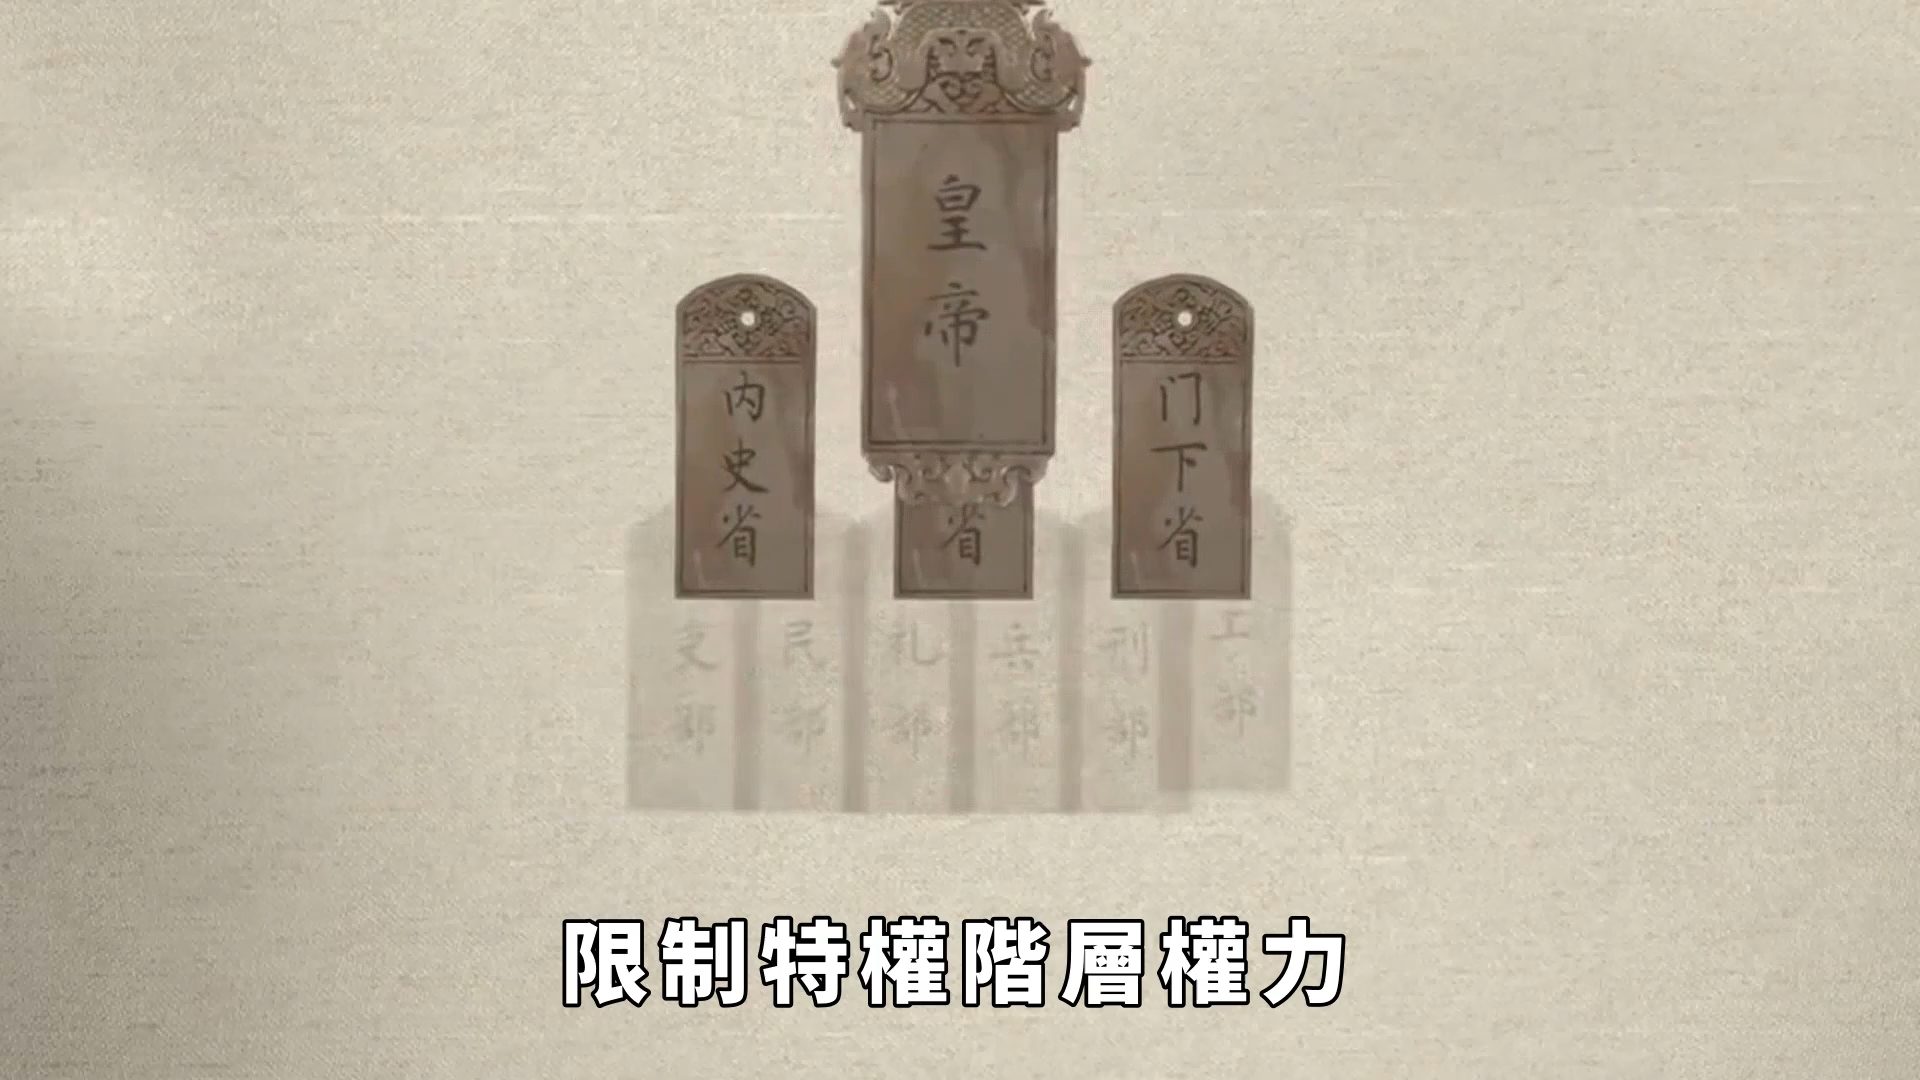 皇帝
内史省
省
门下省
吏部
民部
礼部
兵部
刑部
工部
限制特權階層權力